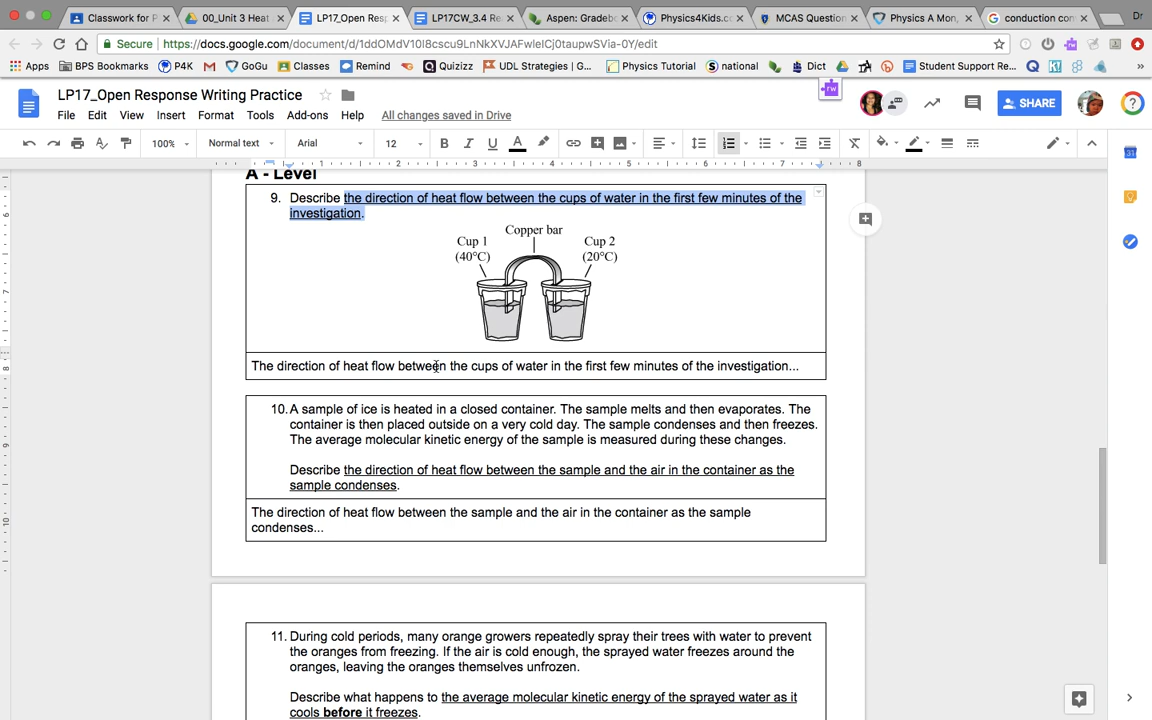 Classwork for P
00_Unit 3 Heat
LP17_Open Resp
LP17CW_3.4 Re
Aspen: Gradebo
Physics4Kids.co
MCAS Question
Physics A Mon,
conduction con
Dr
Secure
https://docs.google.com/document/d/1ddOMdV10I8cscu9LnNkXVJAFwleICj0taupwSVia-0Y/edit
Apps
BPS Bookmarks
P4K
GoGu
Classes
Remind
Quizizz
UDL Strategies | G...
Physics Tutorial
national
Dict
Student Support Re...
»
rw
LP17_Open Response Writing Practice
File Edit View Insert Format Tools Add-ons Help All changes saved in Drive
SHARE
100% Normal text Arial 12 B I U A
1 2 3 4 5 6 7 8
A - Level
9. Describe the direction of heat flow between the cups of water in the first few minutes of the
investigation.
Copper bar
Cup 1 Cup 2
(40°C) (20°C)
The direction of heat flow between the cups of water in the first few minutes of the investigation...
10. A sample of ice is heated in a closed container. The sample melts and then evaporates. The
container is then placed outside on a very cold day. The sample condenses and then freezes.
The average molecular kinetic energy of the sample is measured during these changes.
Describe the direction of heat flow between the sample and the air in the container as the
sample condenses.
The direction of heat flow between the sample and the air in the container as the sample
condenses...
11. During cold periods, many orange growers repeatedly spray their trees with water to prevent
the oranges from freezing. If the air is cold enough, the sprayed water freezes around the
oranges, leaving the oranges themselves unfrozen.
Describe what happens to the average molecular kinetic energy of the sprayed water as it
cools before it freezes.